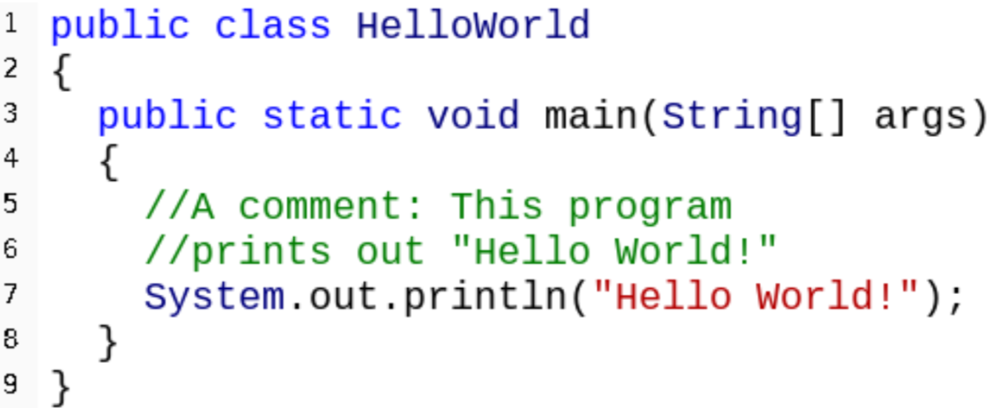 1 public class HelloWorld
2 {
3   public static void main(String[] args)
4   {
5     //A comment: This program
6     //prints out "Hello World!"
7     System.out.println("Hello World!");
8   }
9 }